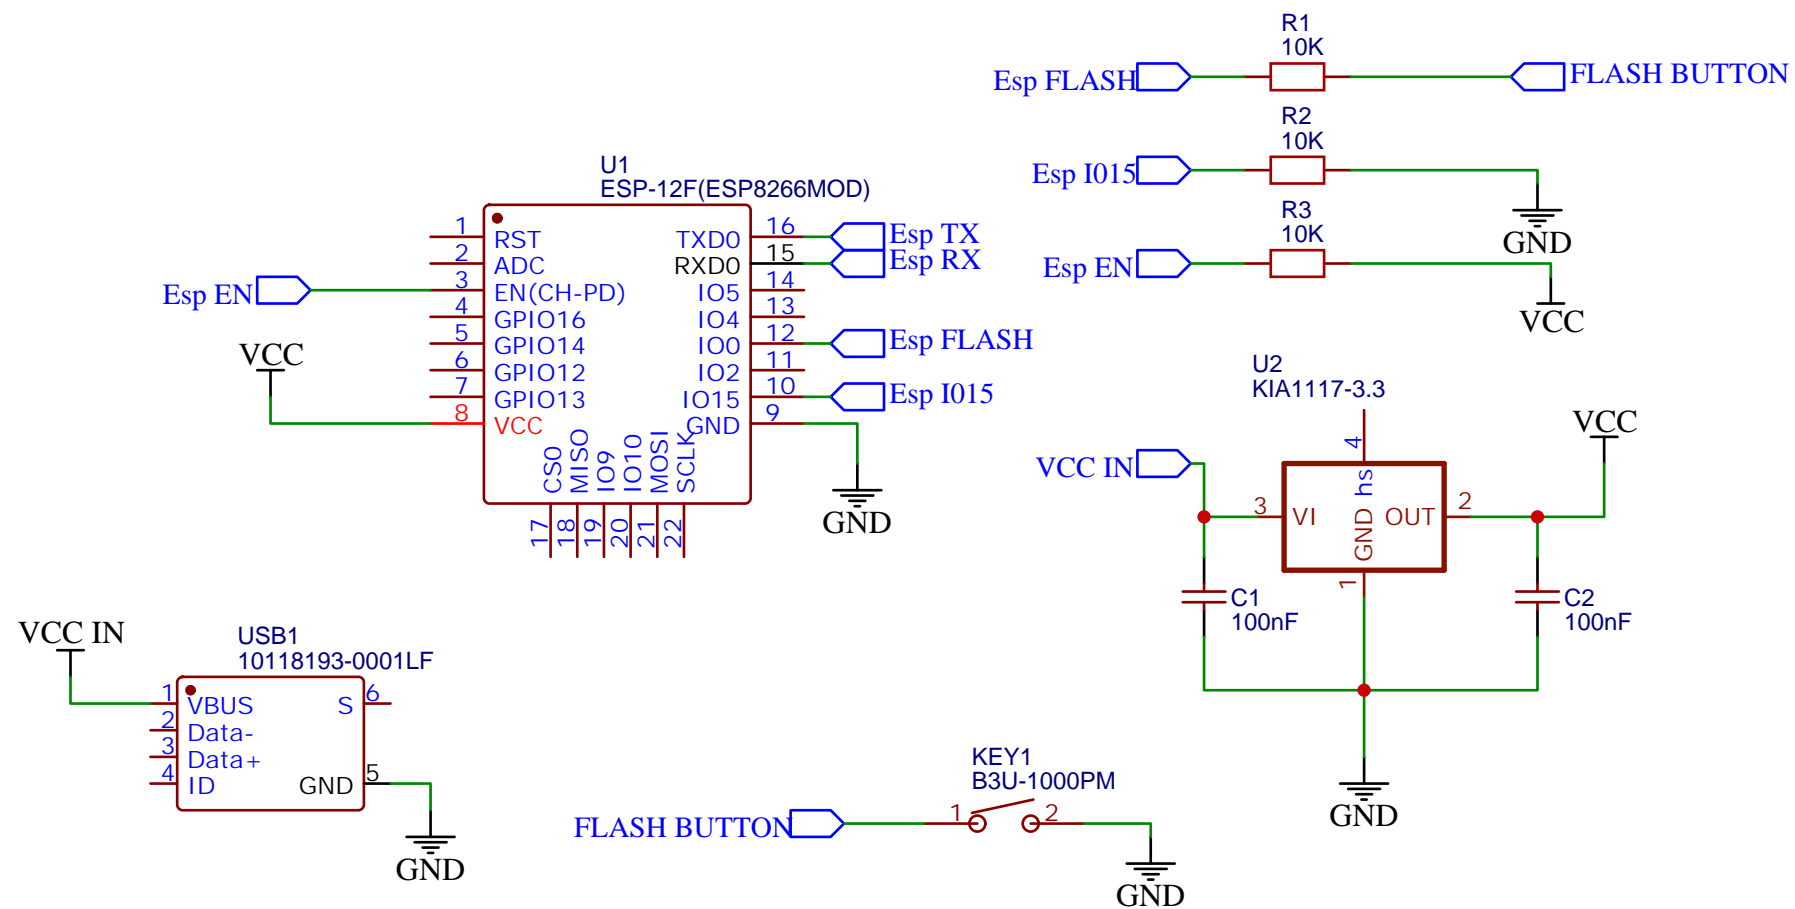 R1
10K
Esp FLASH
FLASH BUTTON
R2
10K
Esp I015
GND
R3
10K
Esp EN
VCC
U1
ESP-12F(ESP8266MOD)
1 RST TXD0 16 Esp TX
2 ADC RXD0 15 Esp RX
Esp EN 3 EN(CH-PD) IO5 14
4 GPIO16 IO4 13
5 GPIO14 IO0 12 Esp FLASH
VCC 6 GPIO12 IO2 11
7 GPIO13 IO15 10 Esp I015
8 VCC GND 9
CS0 MISO IO9 IO10 MOSI SCLK
17 18 19 20 21 22
GND
U2
KIA1117-3.3
VCC
4
VCC IN
hs
3 VI GND OUT 2
1
C1
100nF
C2
100nF
GND
VCC IN
USB1
10118193-0001LF
1 VBUS S 6
2 Data-
3 Data+
4 ID GND 5
GND
KEY1
B3U-1000PM
FLASH BUTTON 1 2
GND